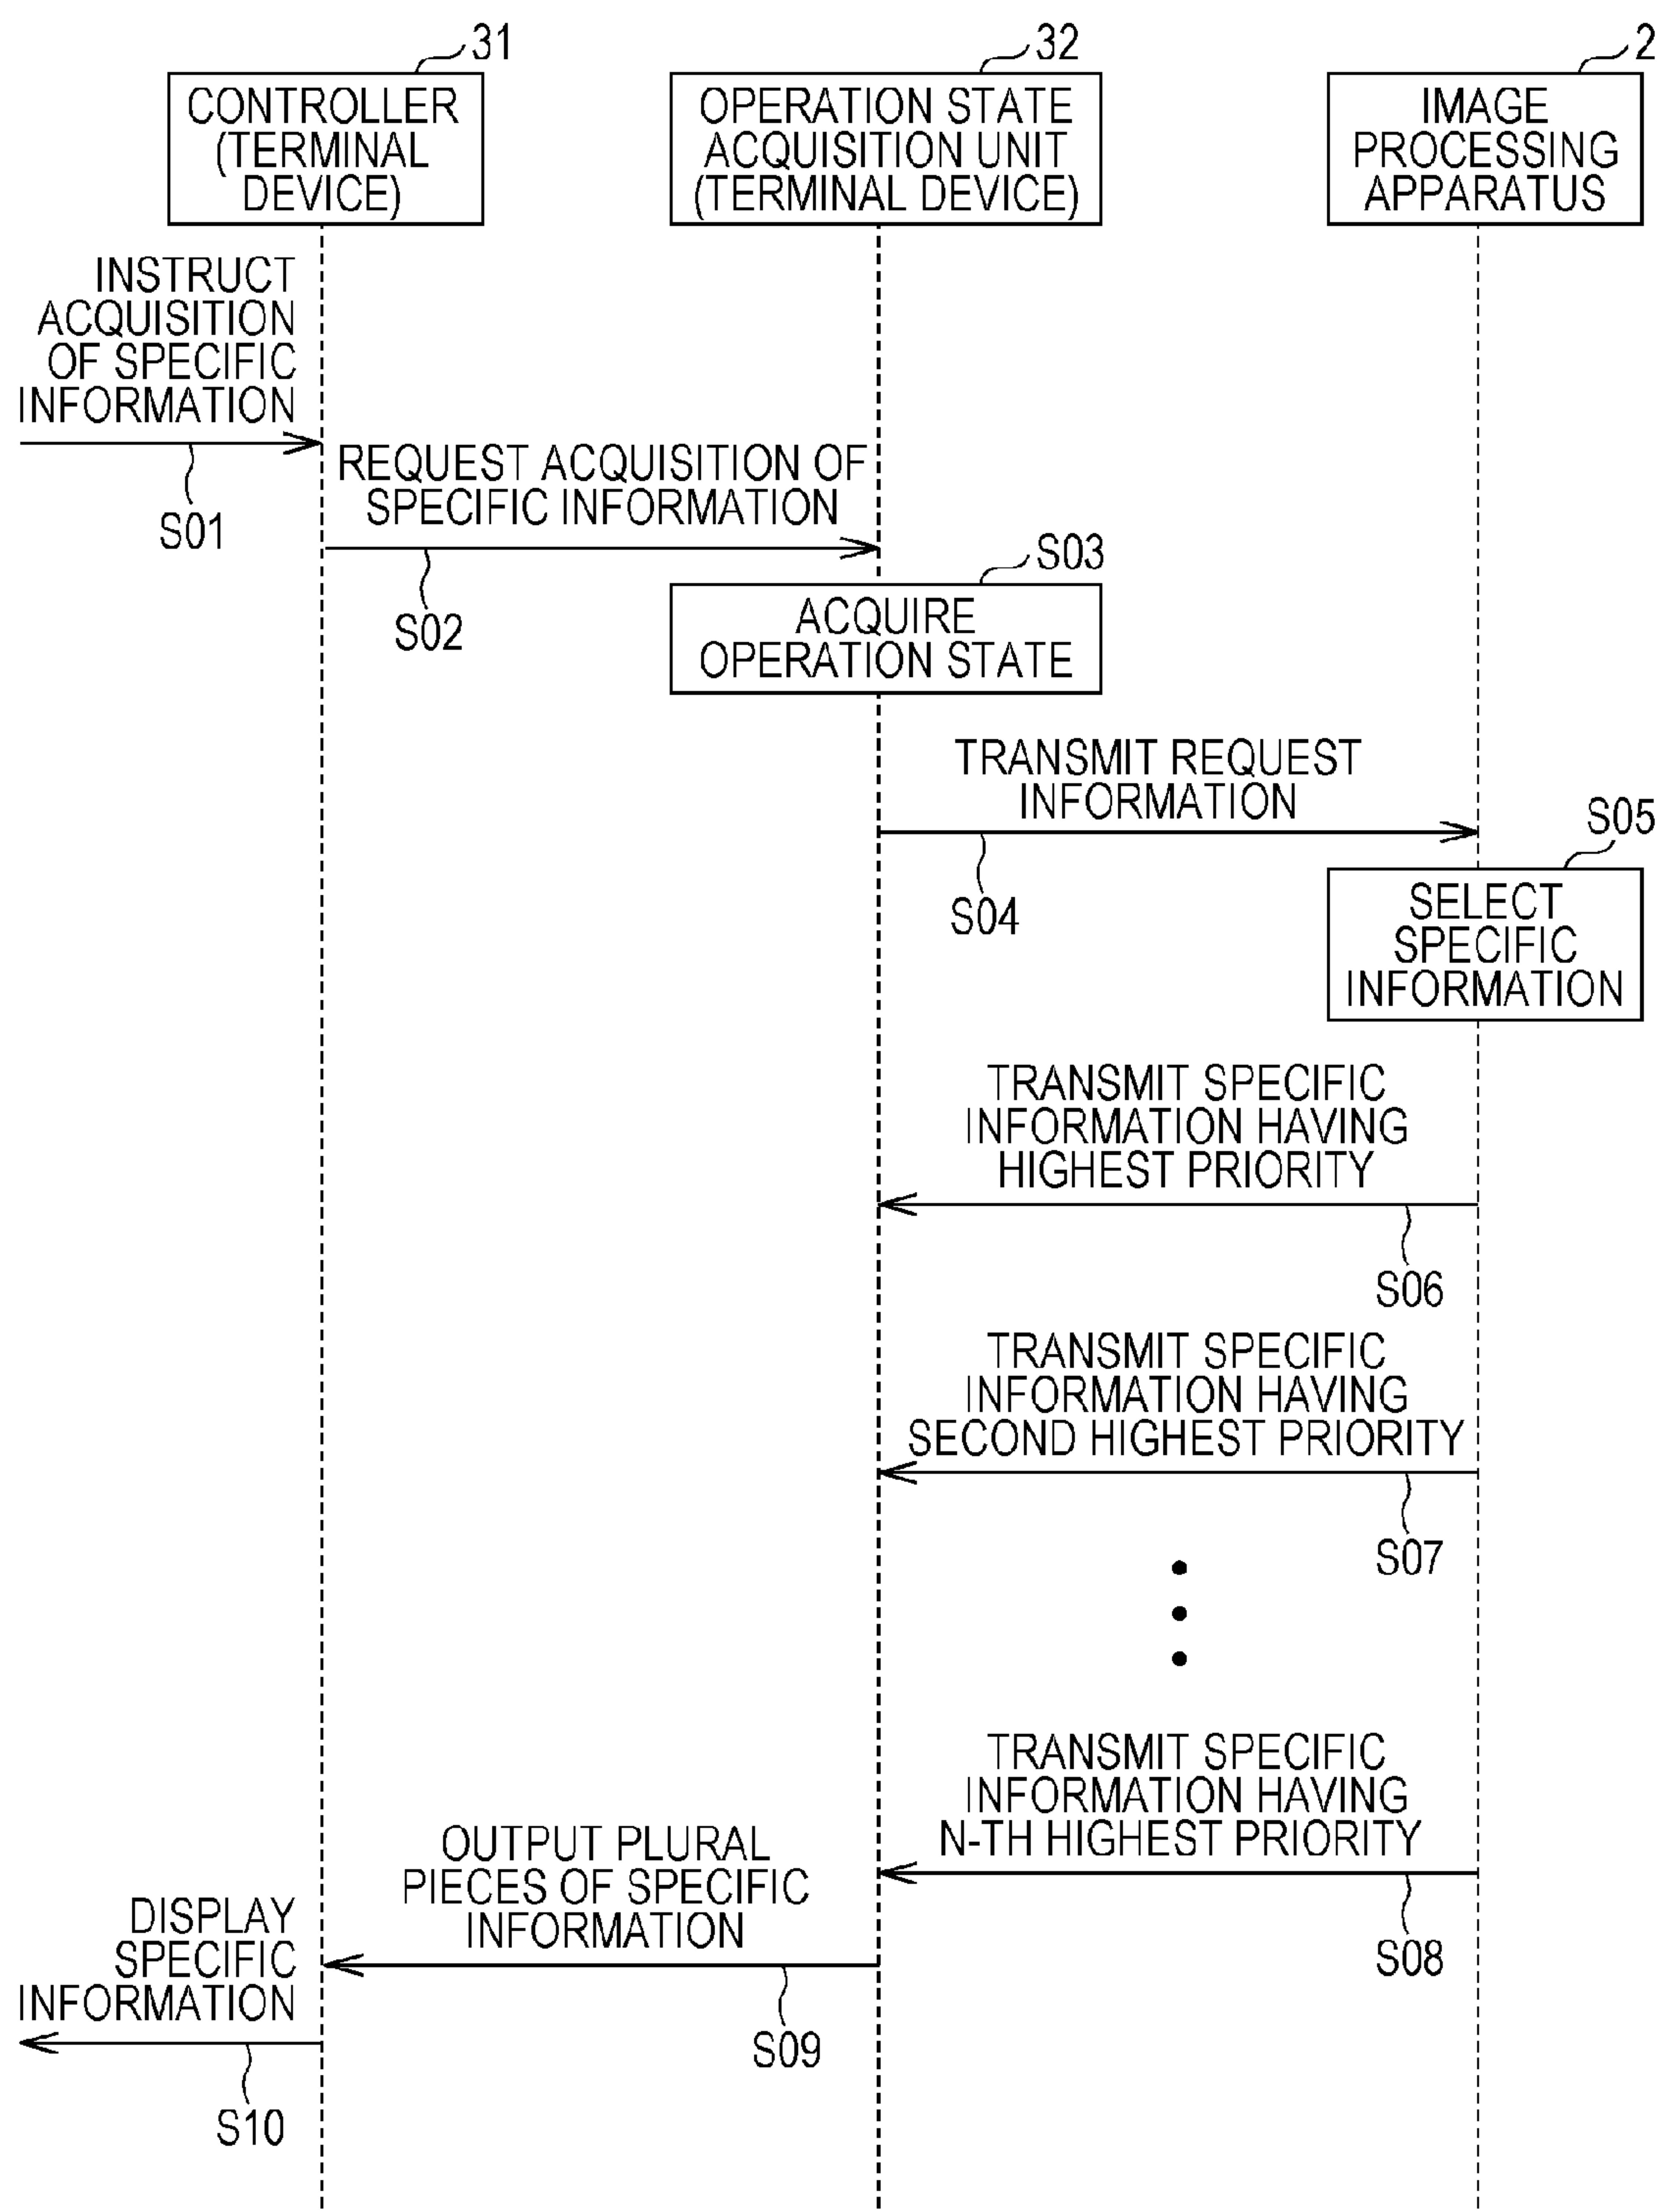 31
32
2
CONTROLLER
(TERMINAL
DEVICE)
OPERATION STATE
ACQUISITION UNIT
(TERMINAL DEVICE)
IMAGE
PROCESSING
APPARATUS
INSTRUCT
ACQUISITION
OF SPECIFIC
INFORMATION
S01
REQUEST ACQUISITION OF
SPECIFIC INFORMATION
S02
S03
ACQUIRE
OPERATION STATE
TRANSMIT REQUEST
INFORMATION
S04
S05
SELECT
SPECIFIC
INFORMATION
TRANSMIT SPECIFIC
INFORMATION HAVING
HIGHEST PRIORITY
S06
TRANSMIT SPECIFIC
INFORMATION HAVING
SECOND HIGHEST PRIORITY
S07
TRANSMIT SPECIFIC
INFORMATION HAVING
N-TH HIGHEST PRIORITY
S08
OUTPUT PLURAL
PIECES OF SPECIFIC
INFORMATION
S09
DISPLAY
SPECIFIC
INFORMATION
S10